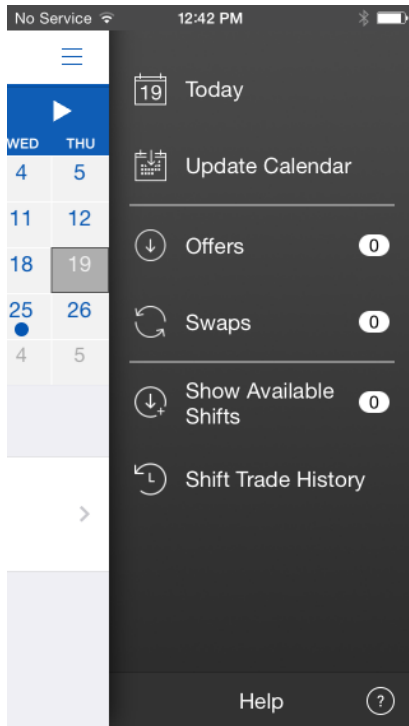 No Service 12:42 PM
19 Today
WED THU
Update Calendar
4 5
11 12
Offers 0
18 19
25 26
Swaps 0
4 5
Show Available
Shifts 0
Shift Trade History
Help ?